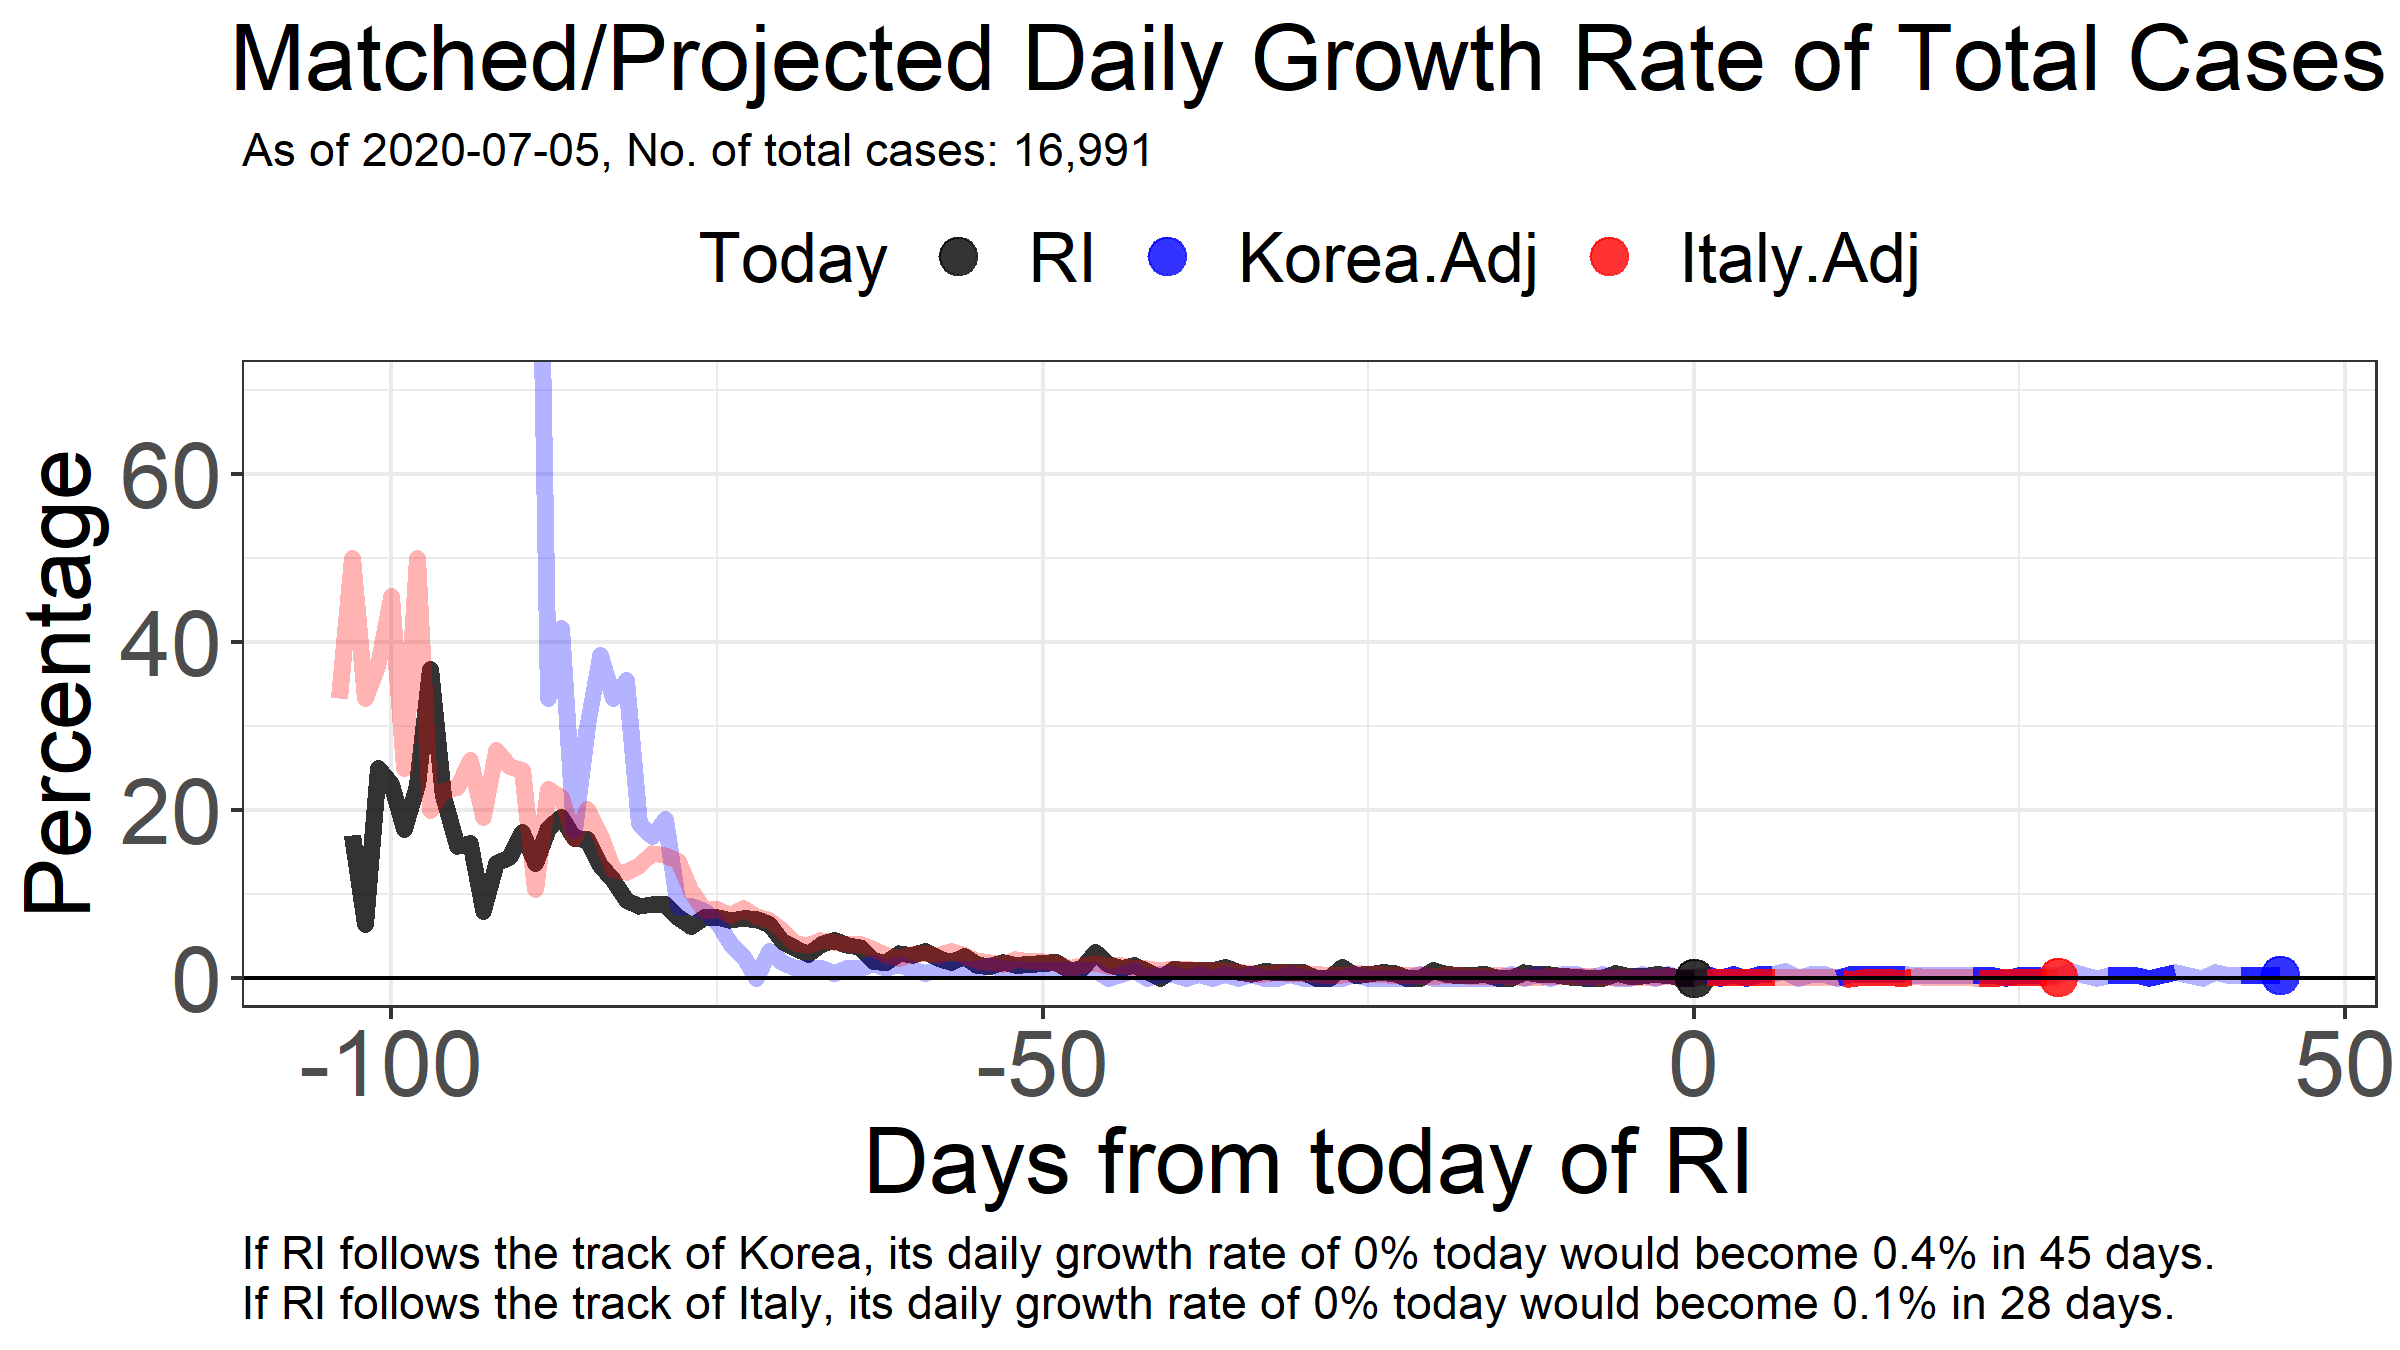 Matched/Projected Daily Growth Rate of Total Cases
As of 2020-07-05, No. of total cases: 16,991
Today RI Korea.Adj Italy.Adj
Percentage
60
40
20
0
-100 -50 0 50
Days from today of RI
If RI follows the track of Korea, its daily growth rate of 0% today would become 0.4% in 45 days.
If RI follows the track of Italy, its daily growth rate of 0% today would become 0.1% in 28 days.